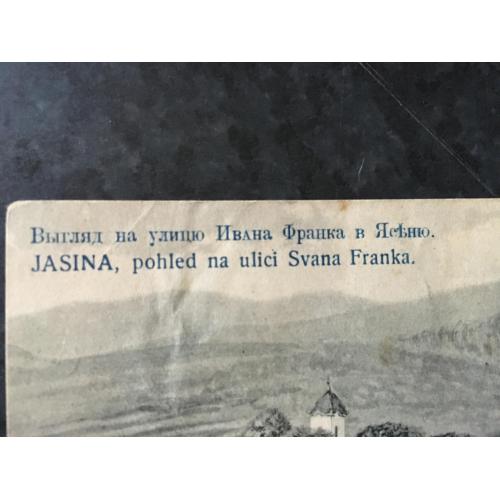 Выгляд на улицю Ивана Франка в Ясѣню.
JASINA, pohled na ulici Svana Franka.